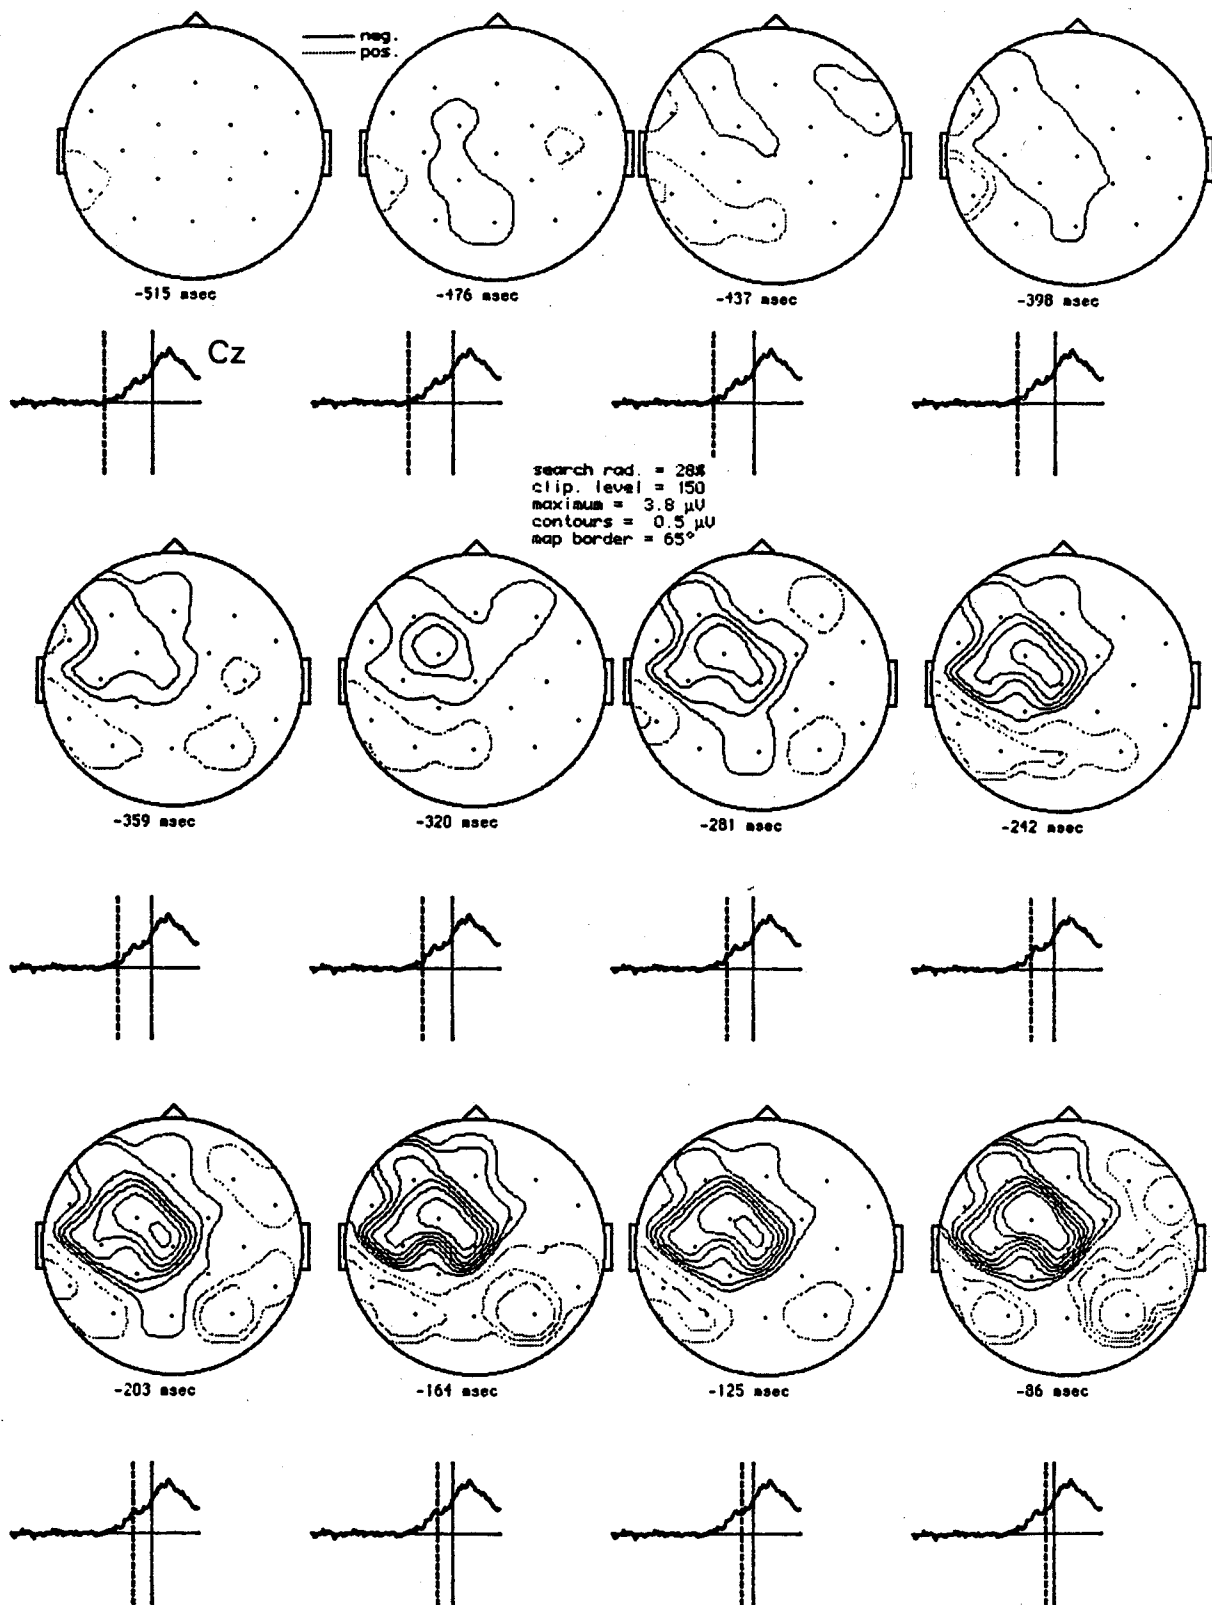 neg.
pos.
-515 msec
-476 msec
-437 msec
-398 msec
Cz
search rad. = 28%
clip. level = 150
maximum = 3.8 µV
contours = 0.5 µV
map border = 65°
-359 msec
-320 msec
-281 msec
-242 msec
-203 msec
-164 msec
-125 msec
-86 msec